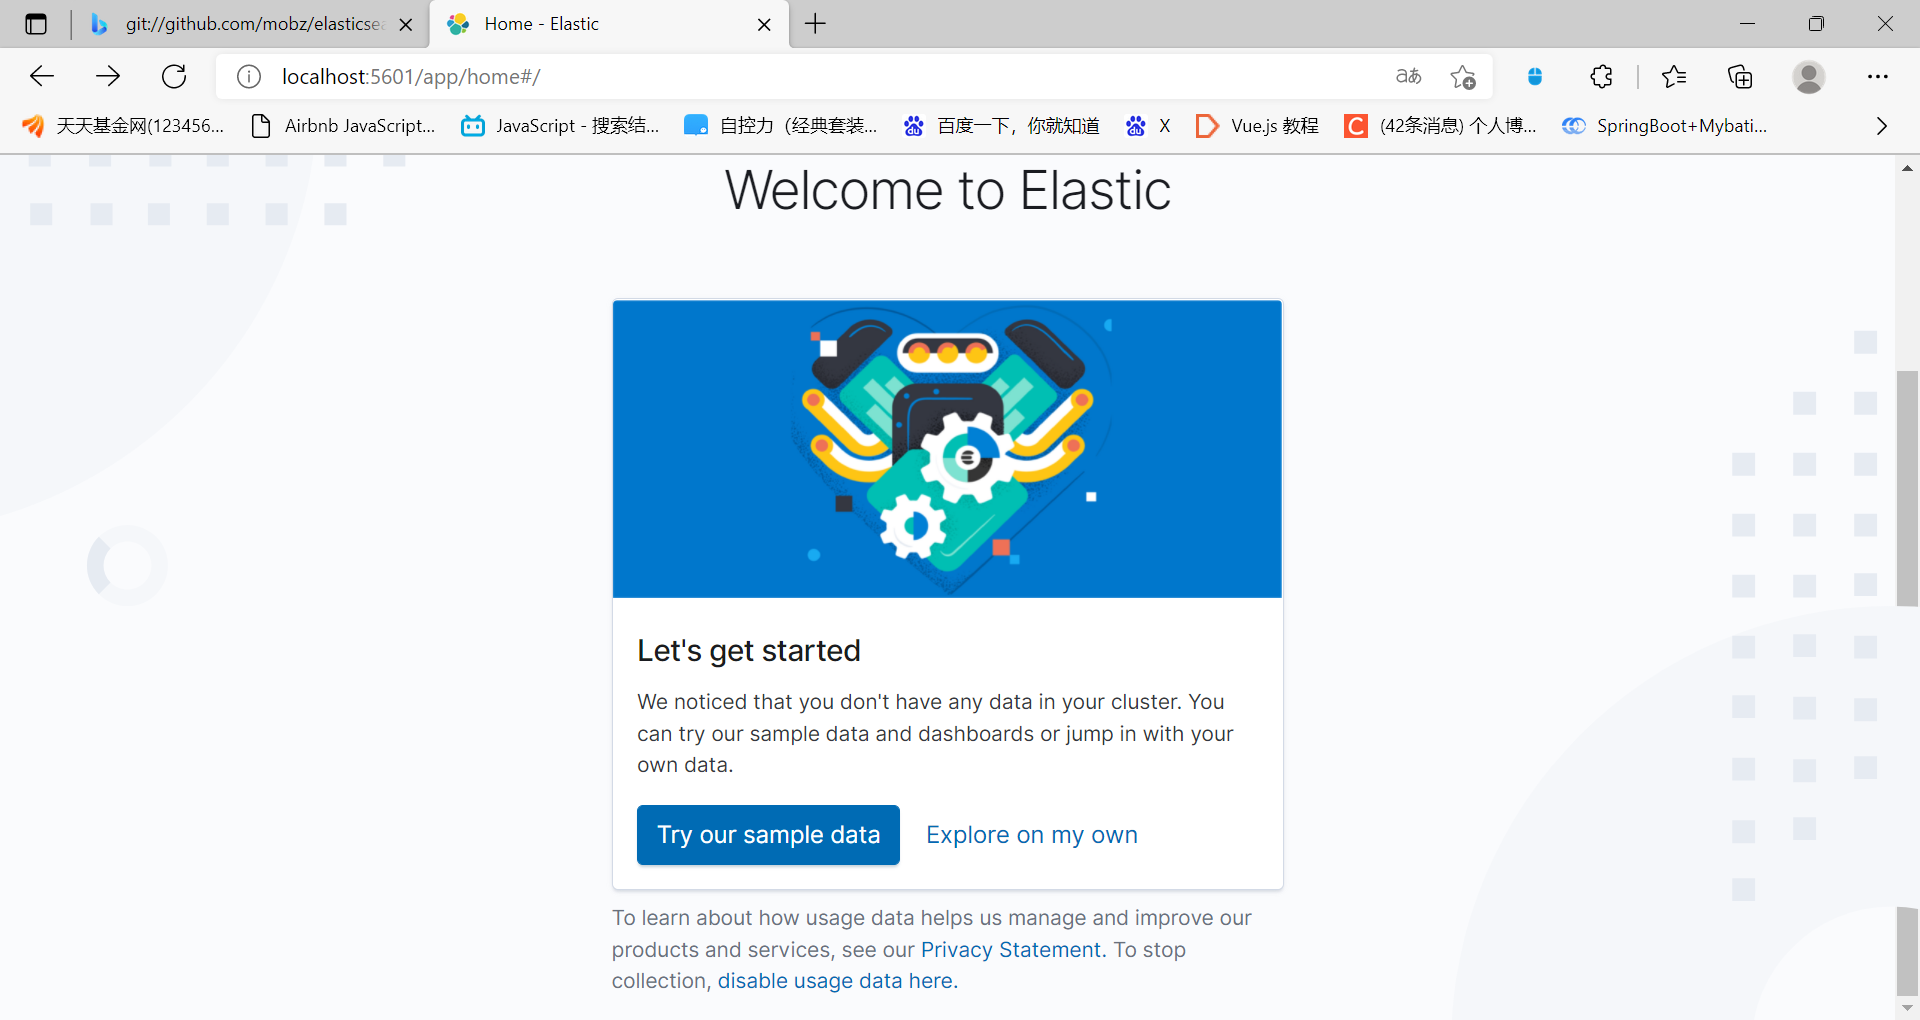 git://github.com/mobz/elasticsea
Home - Elastic
localhost:5601/app/home#/
aあ
天天基金网(123456...
Airbnb JavaScript...
JavaScript - 搜索结...
自控力（经典套装...
百度一下，你就知道
X
Vue.js 教程
C
(42条消息) 个人博...
SpringBoot+Mybati...
Welcome to Elastic
Let's get started
We noticed that you don't have any data in your cluster. You
can try our sample data and dashboards or jump in with your
own data.
Try our sample data
Explore on my own
To learn about how usage data helps us manage and improve our
products and services, see our Privacy Statement. To stop
collection, disable usage data here.